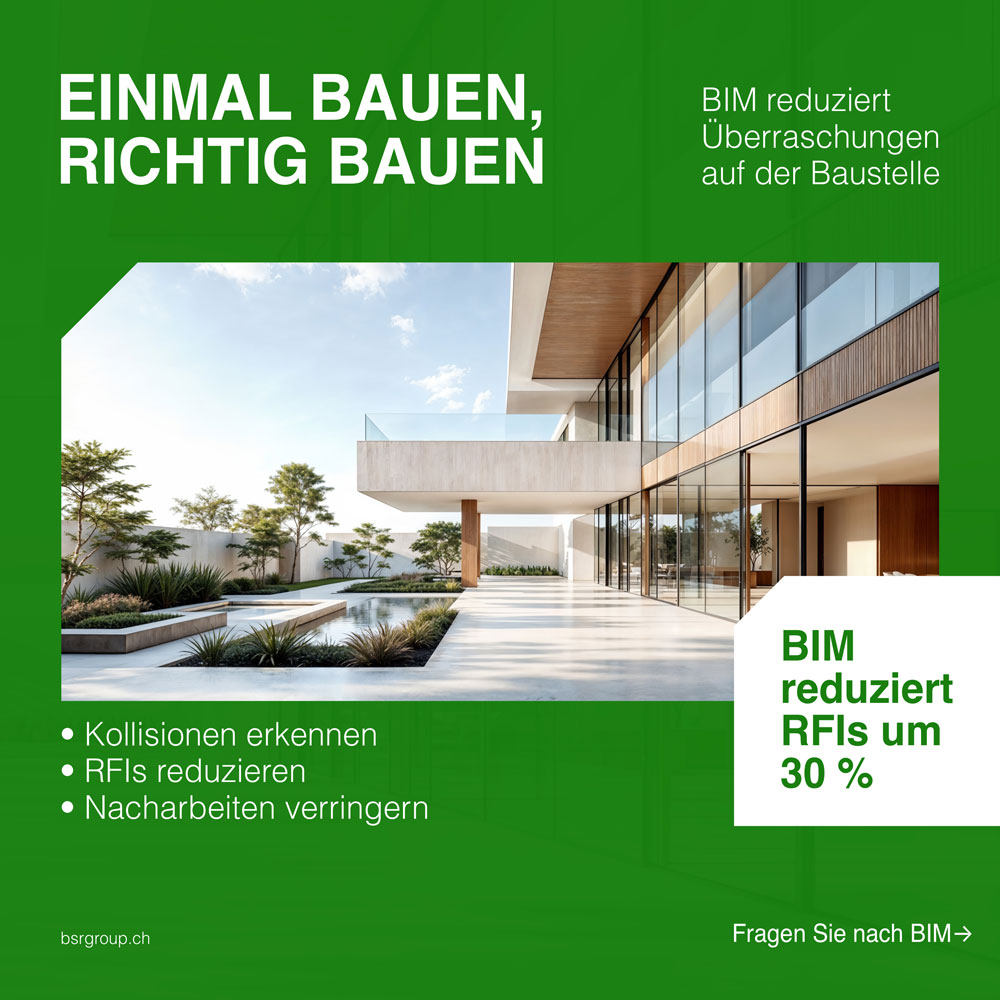 EINMAL BAUEN,
RICHTIG BAUEN
BIM reduziert
Überraschungen
auf der Baustelle
• Kollisionen erkennen
• RFIs reduzieren
• Nacharbeiten verringern
BIM
reduziert
RFIs um
30 %
bsrgroup.ch
Fragen Sie nach BIM→